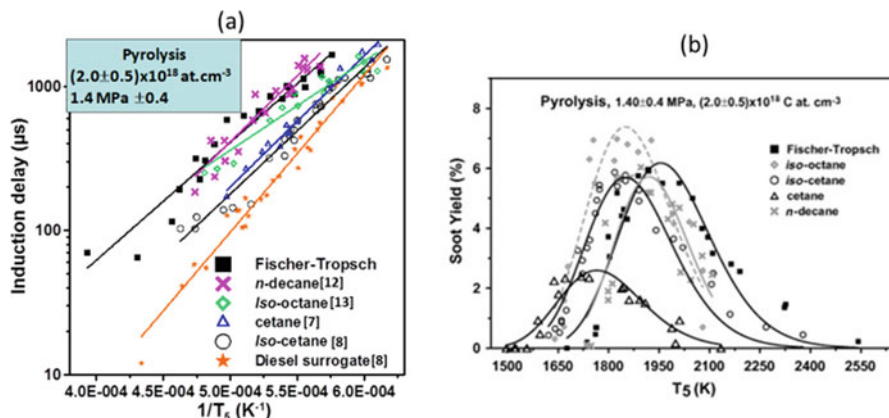 (a)
Pyrolysis
(2.0±0.5)x10¹⁸ at.cm⁻³
1.4 MPa ±0.4
1000
100
10
Induction delay (µs)
Fischer-Tropsch
n-decane[12]
Iso-octane[13]
cetane[7]
Iso-cetane[8]
Diesel surrogate[8]
4.0E-004 4.5E-004 5.0E-004 5.5E-004 6.0E-004
1/T₅ (K⁻¹)
(b)
Pyrolysis, 1.40±0.4 MPa, (2.0±0.5)x10¹⁸ C at. cm⁻³
8
6
4
2
0
Soot Yield (%)
Fischer-Tropsch
iso-octane
iso-cetane
cetane
n-decane
1500 1650 1800 1950 2100 2250 2400 2550
T₅ (K)